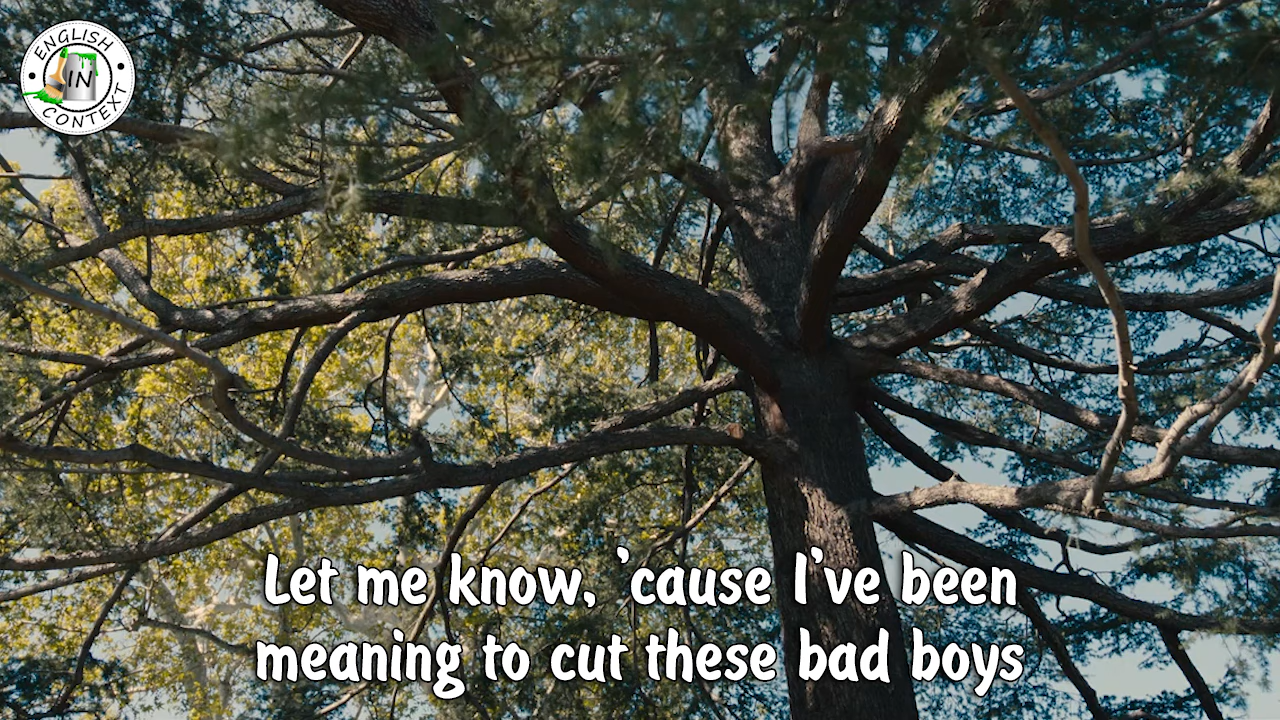 ENGLISH
IN
CONTEXT
Let me know, 'cause I've been
meaning to cut these bad boys